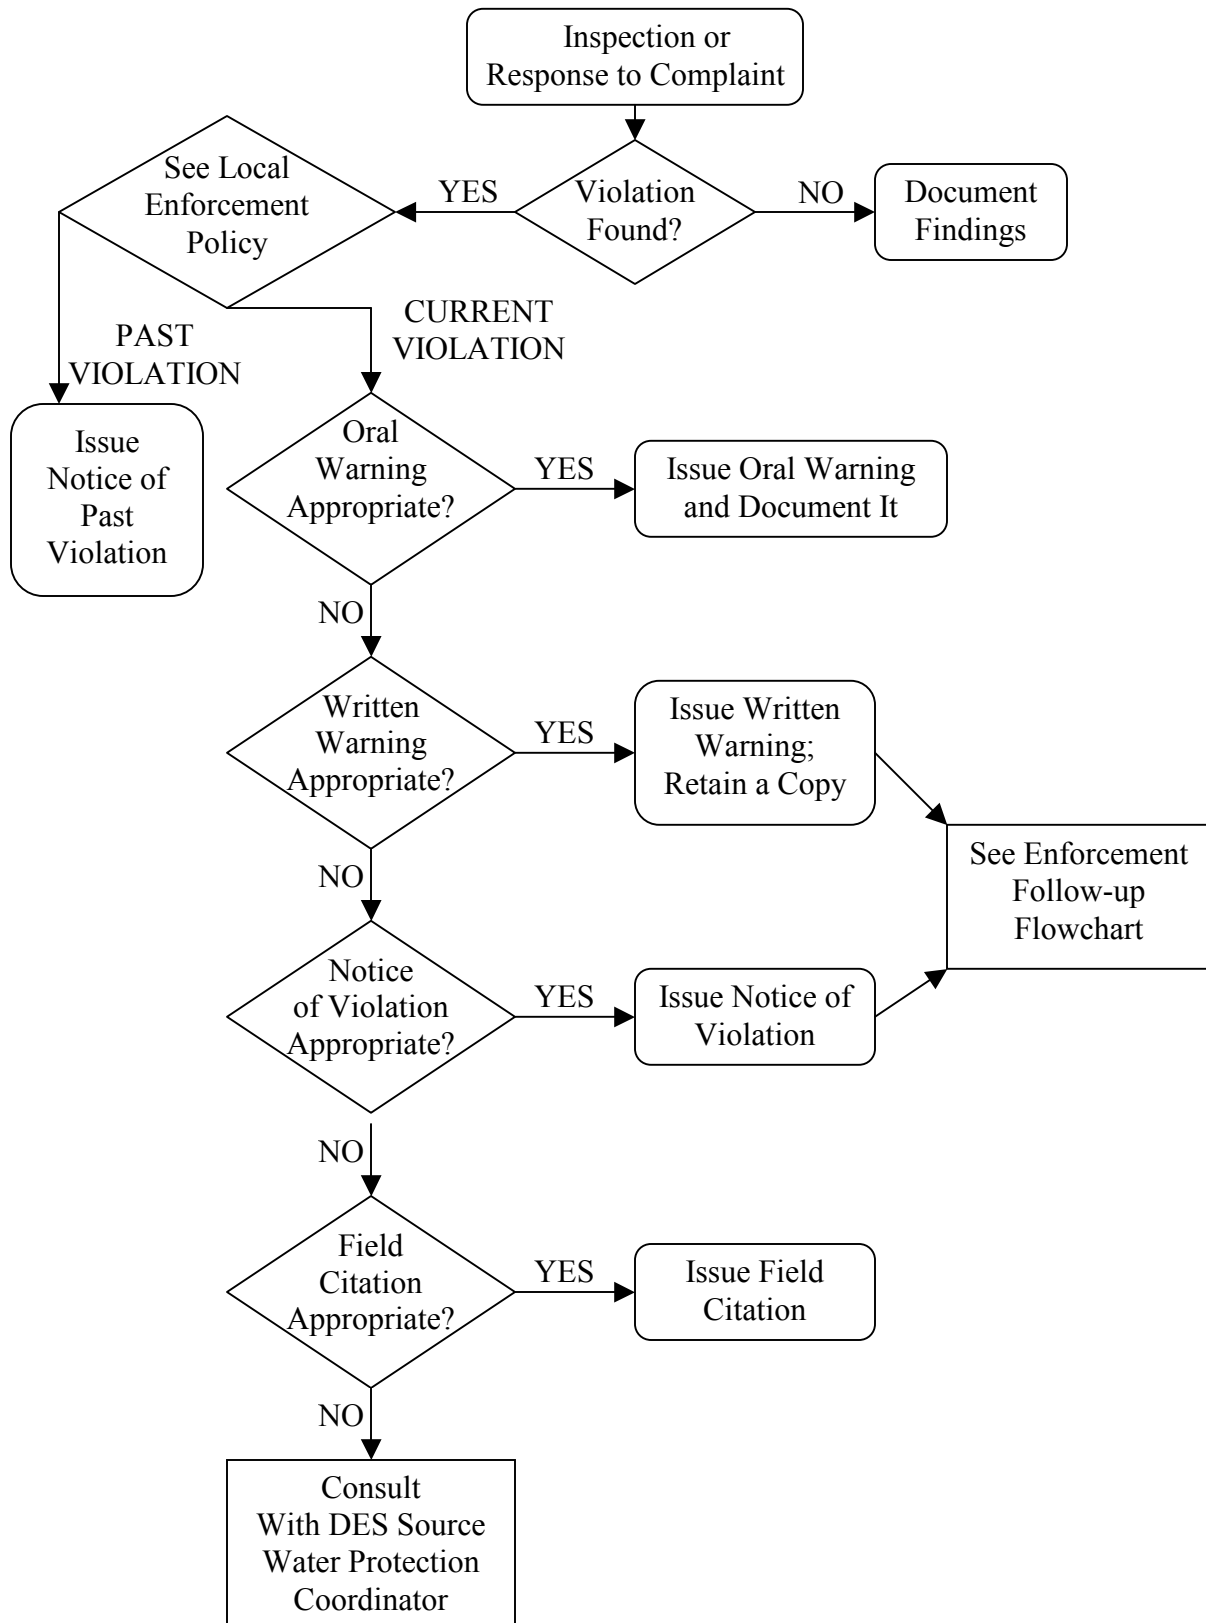 Inspection or
Response to Complaint
See Local
Enforcement
Policy
YES
Violation
Found?
NO
Document
Findings
PAST
VIOLATION
CURRENT
VIOLATION
Issue
Notice of
Past
Violation
Oral
Warning
Appropriate?
YES
Issue Oral Warning
and Document It
NO
Written
Warning
Appropriate?
YES
Issue Written
Warning;
Retain a Copy
See Enforcement
Follow-up
Flowchart
NO
Notice
of Violation
Appropriate?
YES
Issue Notice of
Violation
NO
Field
Citation
Appropriate?
YES
Issue Field
Citation
NO
Consult
With DES Source
Water Protection
Coordinator